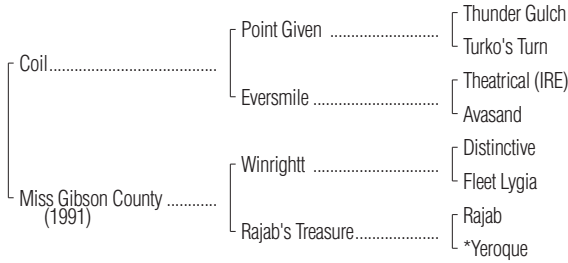 Thunder Gulch
Point Given ..........................
Turko's Turn
Coil........................................
Theatrical (IRE)
Eversmile ..............................
Avasand
Distinctive
Winrightt ..............................
Fleet Lygia
Miss Gibson County ............
(1991)
Rajab
Rajab's Treasure....................
*Yeroque